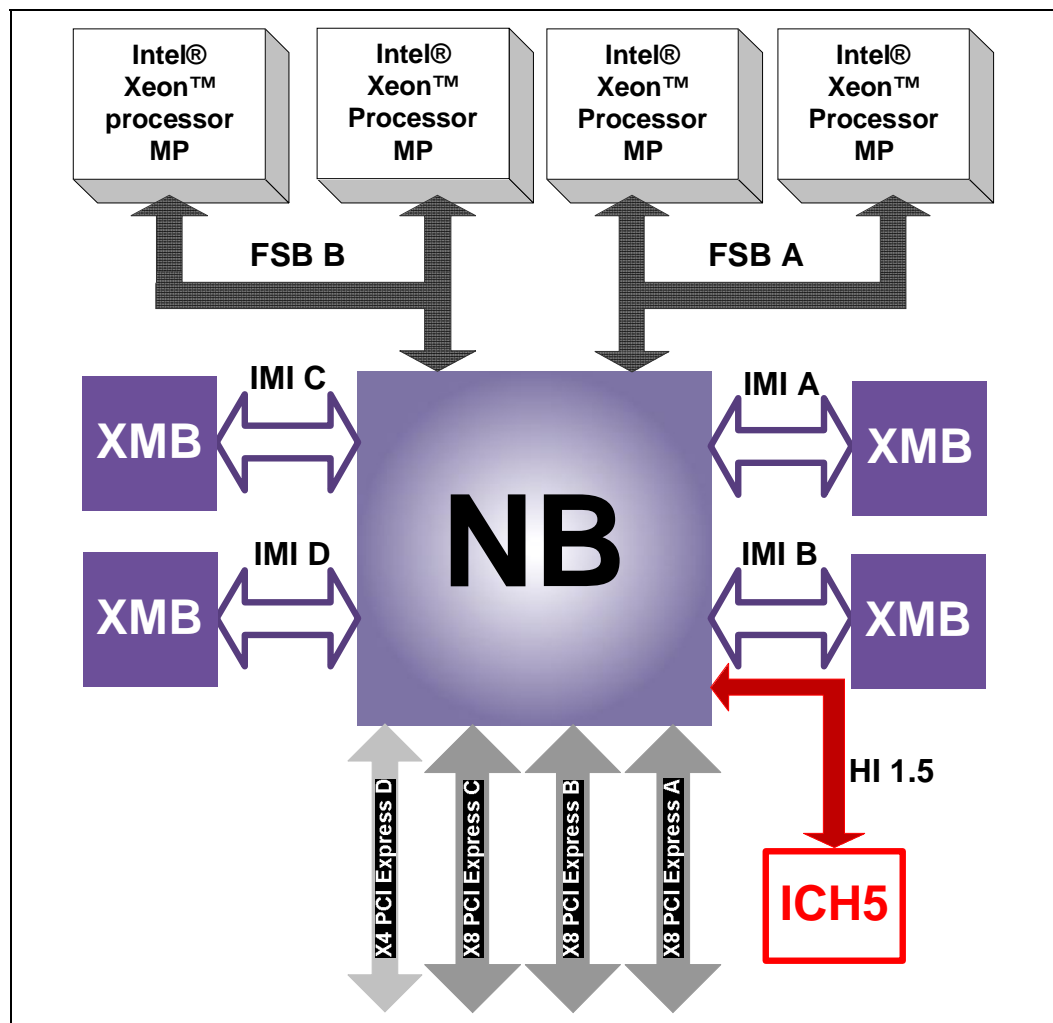 Intel®
Xeon™
processor
MP
Intel®
Xeon™
Processor
MP
Intel®
Xeon™
Processor
MP
Intel®
Xeon™
Processor
MP
FSB B
FSB A
IMI C
IMI A
XMB
XMB
NB
IMI D
IMI B
XMB
XMB
HI 1.5
X4 PCI Express D
X8 PCI Express C
X8 PCI Express B
X8 PCI Express A
ICH5